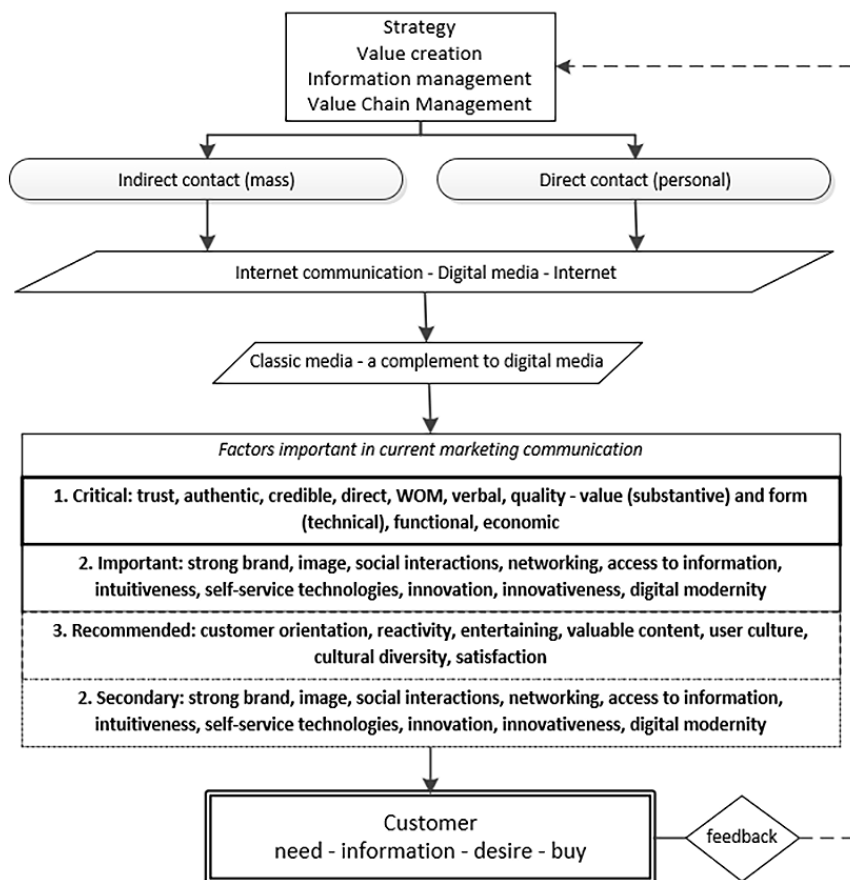 Strategy
Value creation
Information management
Value Chain Management
Indirect contact (mass)
Direct contact (personal)
Internet communication - Digital media - Internet
Classic media - a complement to digital media
Factors important in current marketing communication
1. Critical: trust, authentic, credible, direct, WOM, verbal, quality - value (substantive) and form
(technical), functional, economic
2. Important: strong brand, image, social interactions, networking, access to information,
intuitiveness, self-service technologies, innovation, innovativeness, digital modernity
3. Recommended: customer orientation, reactivity, entertaining, valuable content, user culture,
cultural diversity, satisfaction
2. Secondary: strong brand, image, social interactions, networking, access to information,
intuitiveness, self-service technologies, innovation, innovativeness, digital modernity
Customer
need - information - desire - buy
feedback